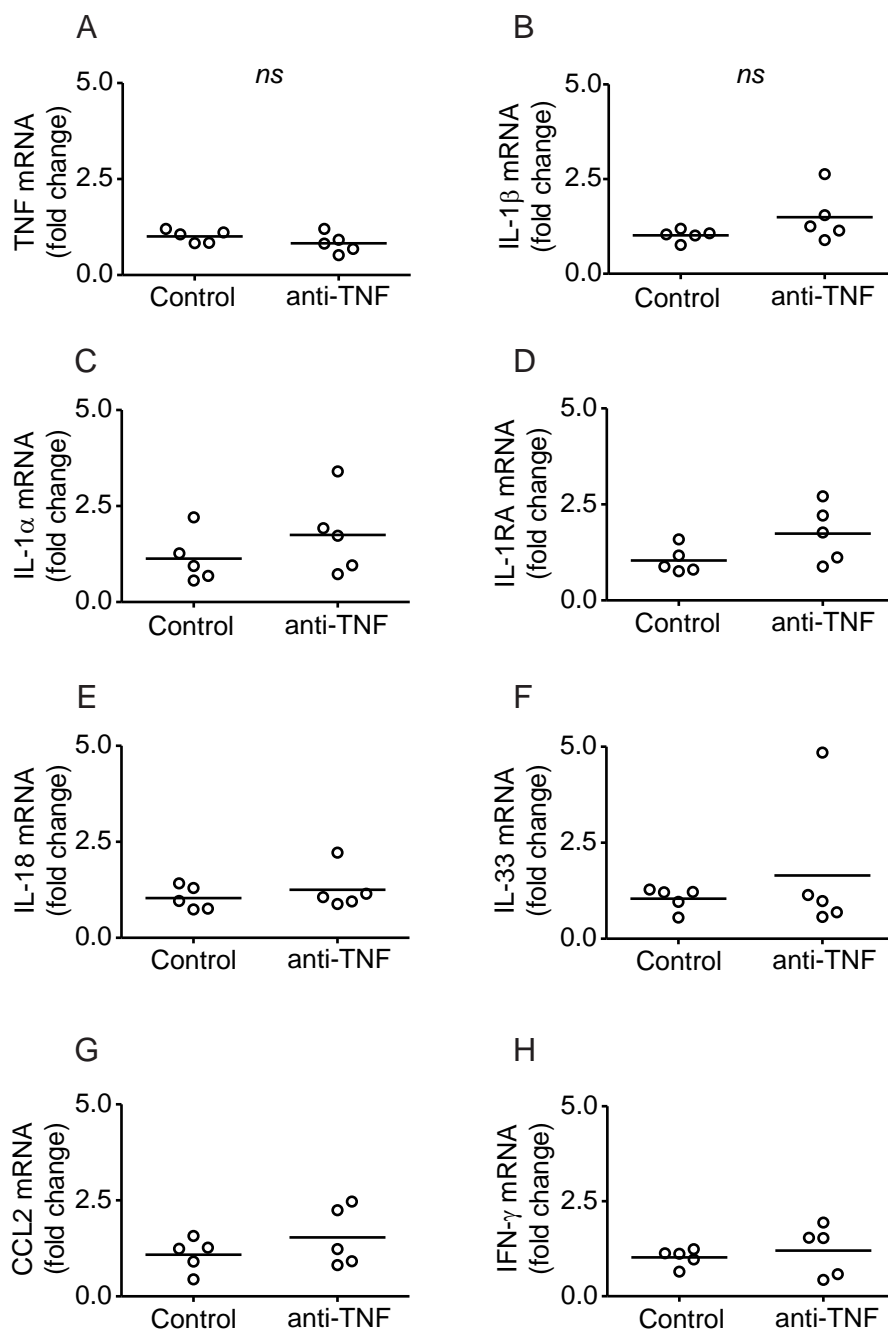 A
ns
TNF mRNA
(fold change)
5.0
2.5
0.0
Control
anti-TNF
B
ns
IL-1β mRNA
(fold change)
5.0
2.5
0.0
Control
anti-TNF
C
IL-1α mRNA
(fold change)
5.0
2.5
0.0
Control
anti-TNF
D
IL-1RA mRNA
(fold change)
5.0
2.5
0.0
Control
anti-TNF
E
IL-18 mRNA
(fold change)
5.0
2.5
0.0
Control
anti-TNF
F
IL-33 mRNA
(fold change)
5.0
2.5
0.0
Control
anti-TNF
G
CCL2 mRNA
(fold change)
5.0
2.5
0.0
Control
anti-TNF
H
IFN-γ mRNA
(fold change)
5.0
2.5
0.0
Control
anti-TNF